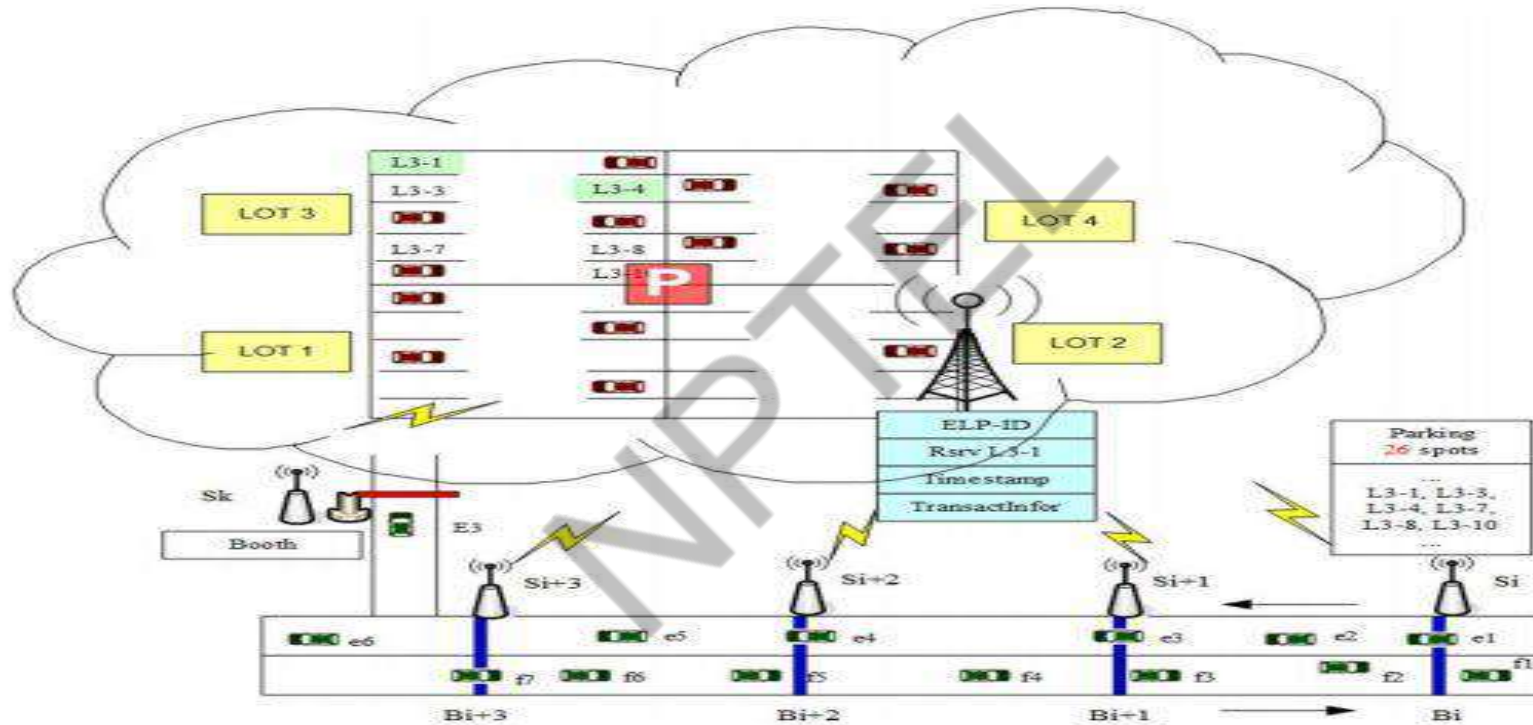 L3-1
L3-3
L3-4
LOT 3
LOT 4
L3-7
L3-8
P
LOT 1
LOT 2
NPTEL
ELP-ID
Rsrv L3-1
Timestamp
TransactInfor
Parking
26 spots
...
L3-1, L3-3,
L3-4, L3-7,
L3-8, L3-10
...
Sk
E3
Booth
Si+3
Si+2
Si+1
Si
e6
e5
e4
e3
e2
e1
f7
f6
f5
f4
f3
f2
f1
Bi+3
Bi+2
Bi+1
Bi